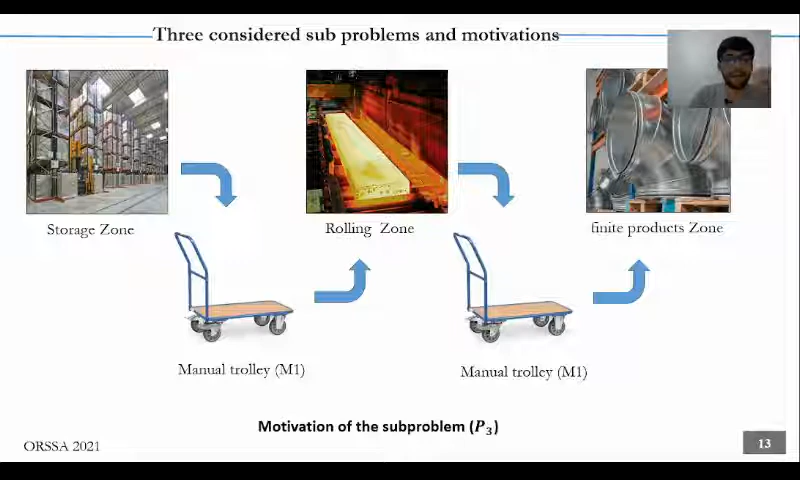 Three considered sub problems and motivations
Storage Zone
Rolling Zone
finite products Zone
Manual trolley (M1)
Manual trolley (M1)
Motivation of the subproblem (P₃)
ORSSA 2021
13